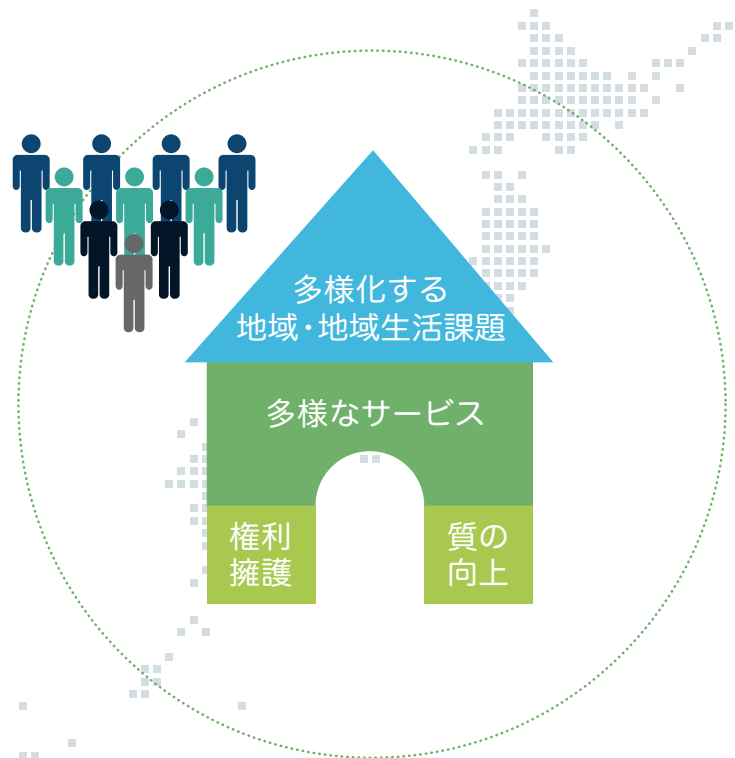 多様化する
地域・地域生活課題
多様なサービス
権利
擁護
質の
向上